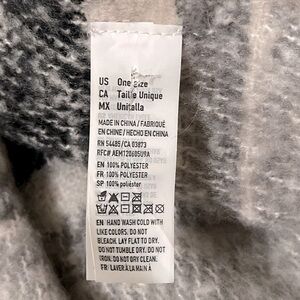 US One Size
CA Taille Unique
MX Unitalla
MADE IN CHINA / FABRIQUÉ
EN CHINE / HECHO EN CHINA
RN 54485/CA 03873
RFC# AEM120605U9A
EN 100% POLYESTER
FR 100% POLYESTER
SP 100% poliéster
EN HAND WASH COLD WITH
LIKE COLORS. DO NOT
BLEACH. LAY FLAT TO DRY.
DO NOT TUMBLE DRY. DO NOT
IRON. DO NOT DRY CLEAN.
FR LAVER À LA MAIN À